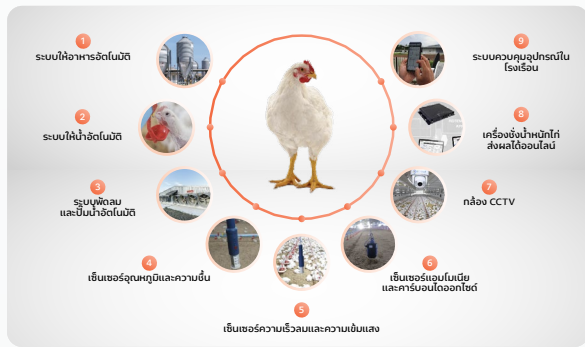 1
ระบบให้อาหารอัตโนมัติ
2
ระบบให้น้ำอัตโนมัติ
3
ระบบพัดลม
และปั๊มน้ำอัตโนมัติ
4
เซ็นเซอร์อุณหภูมิและความชื้น
5
เซ็นเซอร์ความเร็วลมและความเข้มแสง
6
เซ็นเซอร์แอมโมเนีย
และคาร์บอนไดออกไซด์
7
กล้อง CCTV
8
เครื่องชั่งน้ำหนักไก่
ส่งผลได้ออนไลน์
9
ระบบควบคุมอุปกรณ์ใน
โรงเรือน